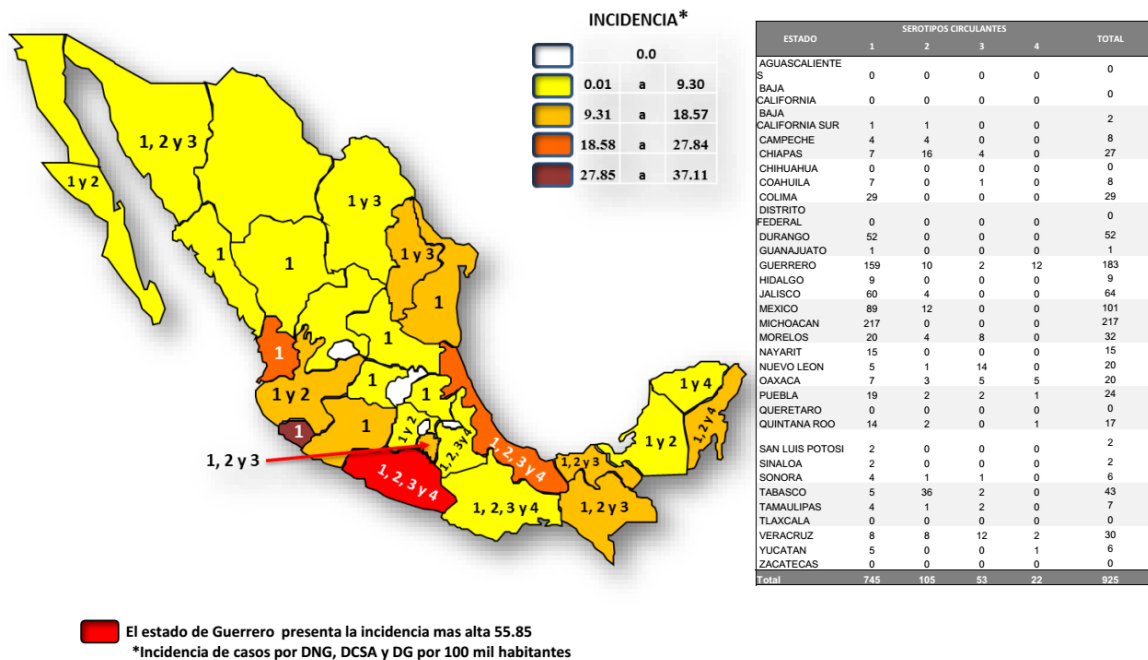 INCIDENCIA*
0.0
0.01 a 9.30
9.31 a 18.57
18.58 a 27.84
27.85 a 37.11
1, 2 y 3
1 y 2
1 y 3
1
1
1 y 3
1
1
1
1 y 2
1
1
1
1
1 y 2
1, 2, 3 y 4
1, 2 y 3
1, 2, 3 y 4
1, 2, 3 y 4
1, 2, 3 y 4
1, 2 y 3
1, 2 y 3
1 y 2
1 y 4
1, 2 y 4
ESTADO SEROTIPOS CIRCULANTES TOTAL
1 2 3 4
AGUASCALIENTE
S 0 0 0 0 0
BAJA
CALIFORNIA 0 0 0 0 0
BAJA
CALIFORNIA SUR 1 1 0 0 2
CAMPECHE 4 4 0 0 8
CHIAPAS 7 16 4 0 27
CHIHUAHUA 0 0 0 0 0
COAHUILA 7 0 1 0 8
COLIMA 29 0 0 0 29
DISTRITO
FEDERAL 0 0 0 0 0
DURANGO 52 0 0 0 52
GUANAJUATO 1 0 0 0 1
GUERRERO 159 10 2 12 183
HIDALGO 9 0 0 0 9
JALISCO 60 4 0 0 64
MEXICO 89 12 0 0 101
MICHOACAN 217 0 0 0 217
MORELOS 20 4 8 0 32
NAYARIT 15 0 0 0 15
NUEVO LEON 5 1 14 0 20
OAXACA 7 3 5 5 20
PUEBLA 19 2 2 1 24
QUERETARO 0 0 0 0 0
QUINTANA ROO 14 2 0 1 17
SAN LUIS POTOSI 2 0 0 0 2
SINALOA 2 0 0 0 2
SONORA 4 1 1 0 6
TABASCO 5 36 2 0 43
TAMAULIPAS 4 1 2 0 7
TLAXCALA 0 0 0 0 0
VERACRUZ 8 8 12 2 30
YUCATAN 5 0 0 1 6
ZACATECAS 0 0 0 0 0
Total 745 105 53 22 925
El estado de Guerrero presenta la incidencia mas alta 55.85
*Incidencia de casos por DNG, DCSA y DG por 100 mil habitantes